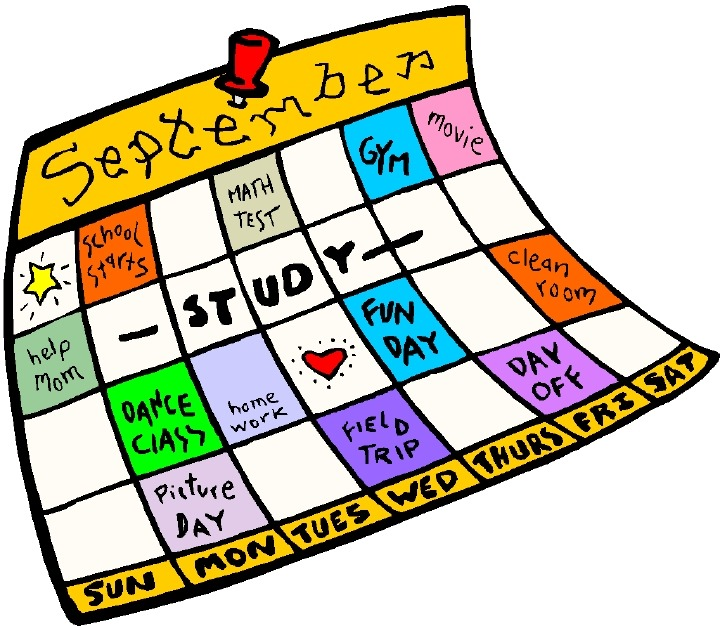 September
school
starts
MATH
TEST
GYM
movie
help
Mom
— STUDY —
DANCE
CLASS
home
work
FUN
DAY
clean
room
Picture
DAY
FIELD
TRIP
DAY
OFF
SUN MON TUES WED THURS FRI SAT